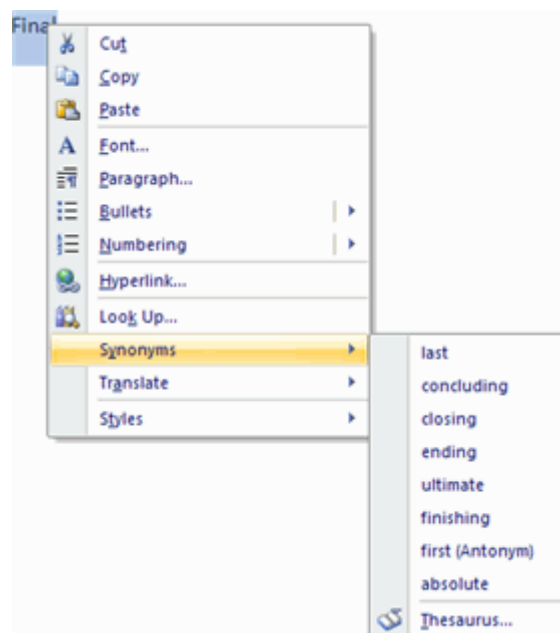 Final
Cut
Copy
Paste
Font...
Paragraph...
Bullets
Numbering
Hyperlink...
Look Up...
Synonyms
Translate
Styles
last
concluding
closing
ending
ultimate
finishing
first (Antonym)
absolute
Thesaurus...